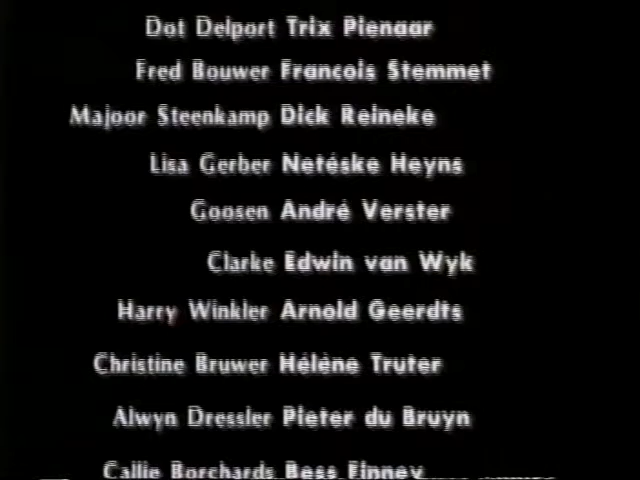 Dot Delport Trix Pienaar
Fred Bouwer Francois Stemmet
Majoor Steenkamp Dick Reineke
Lisa Gerber Netéske Heyns
Goosen André Verster
Clarke Edwin van Wyk
Harry Winkler Arnold Geerdts
Christine Bruwer Héléne Truter
Alwyn Dressler Pieter du Bruyn
Callie Borchards Bess Finney